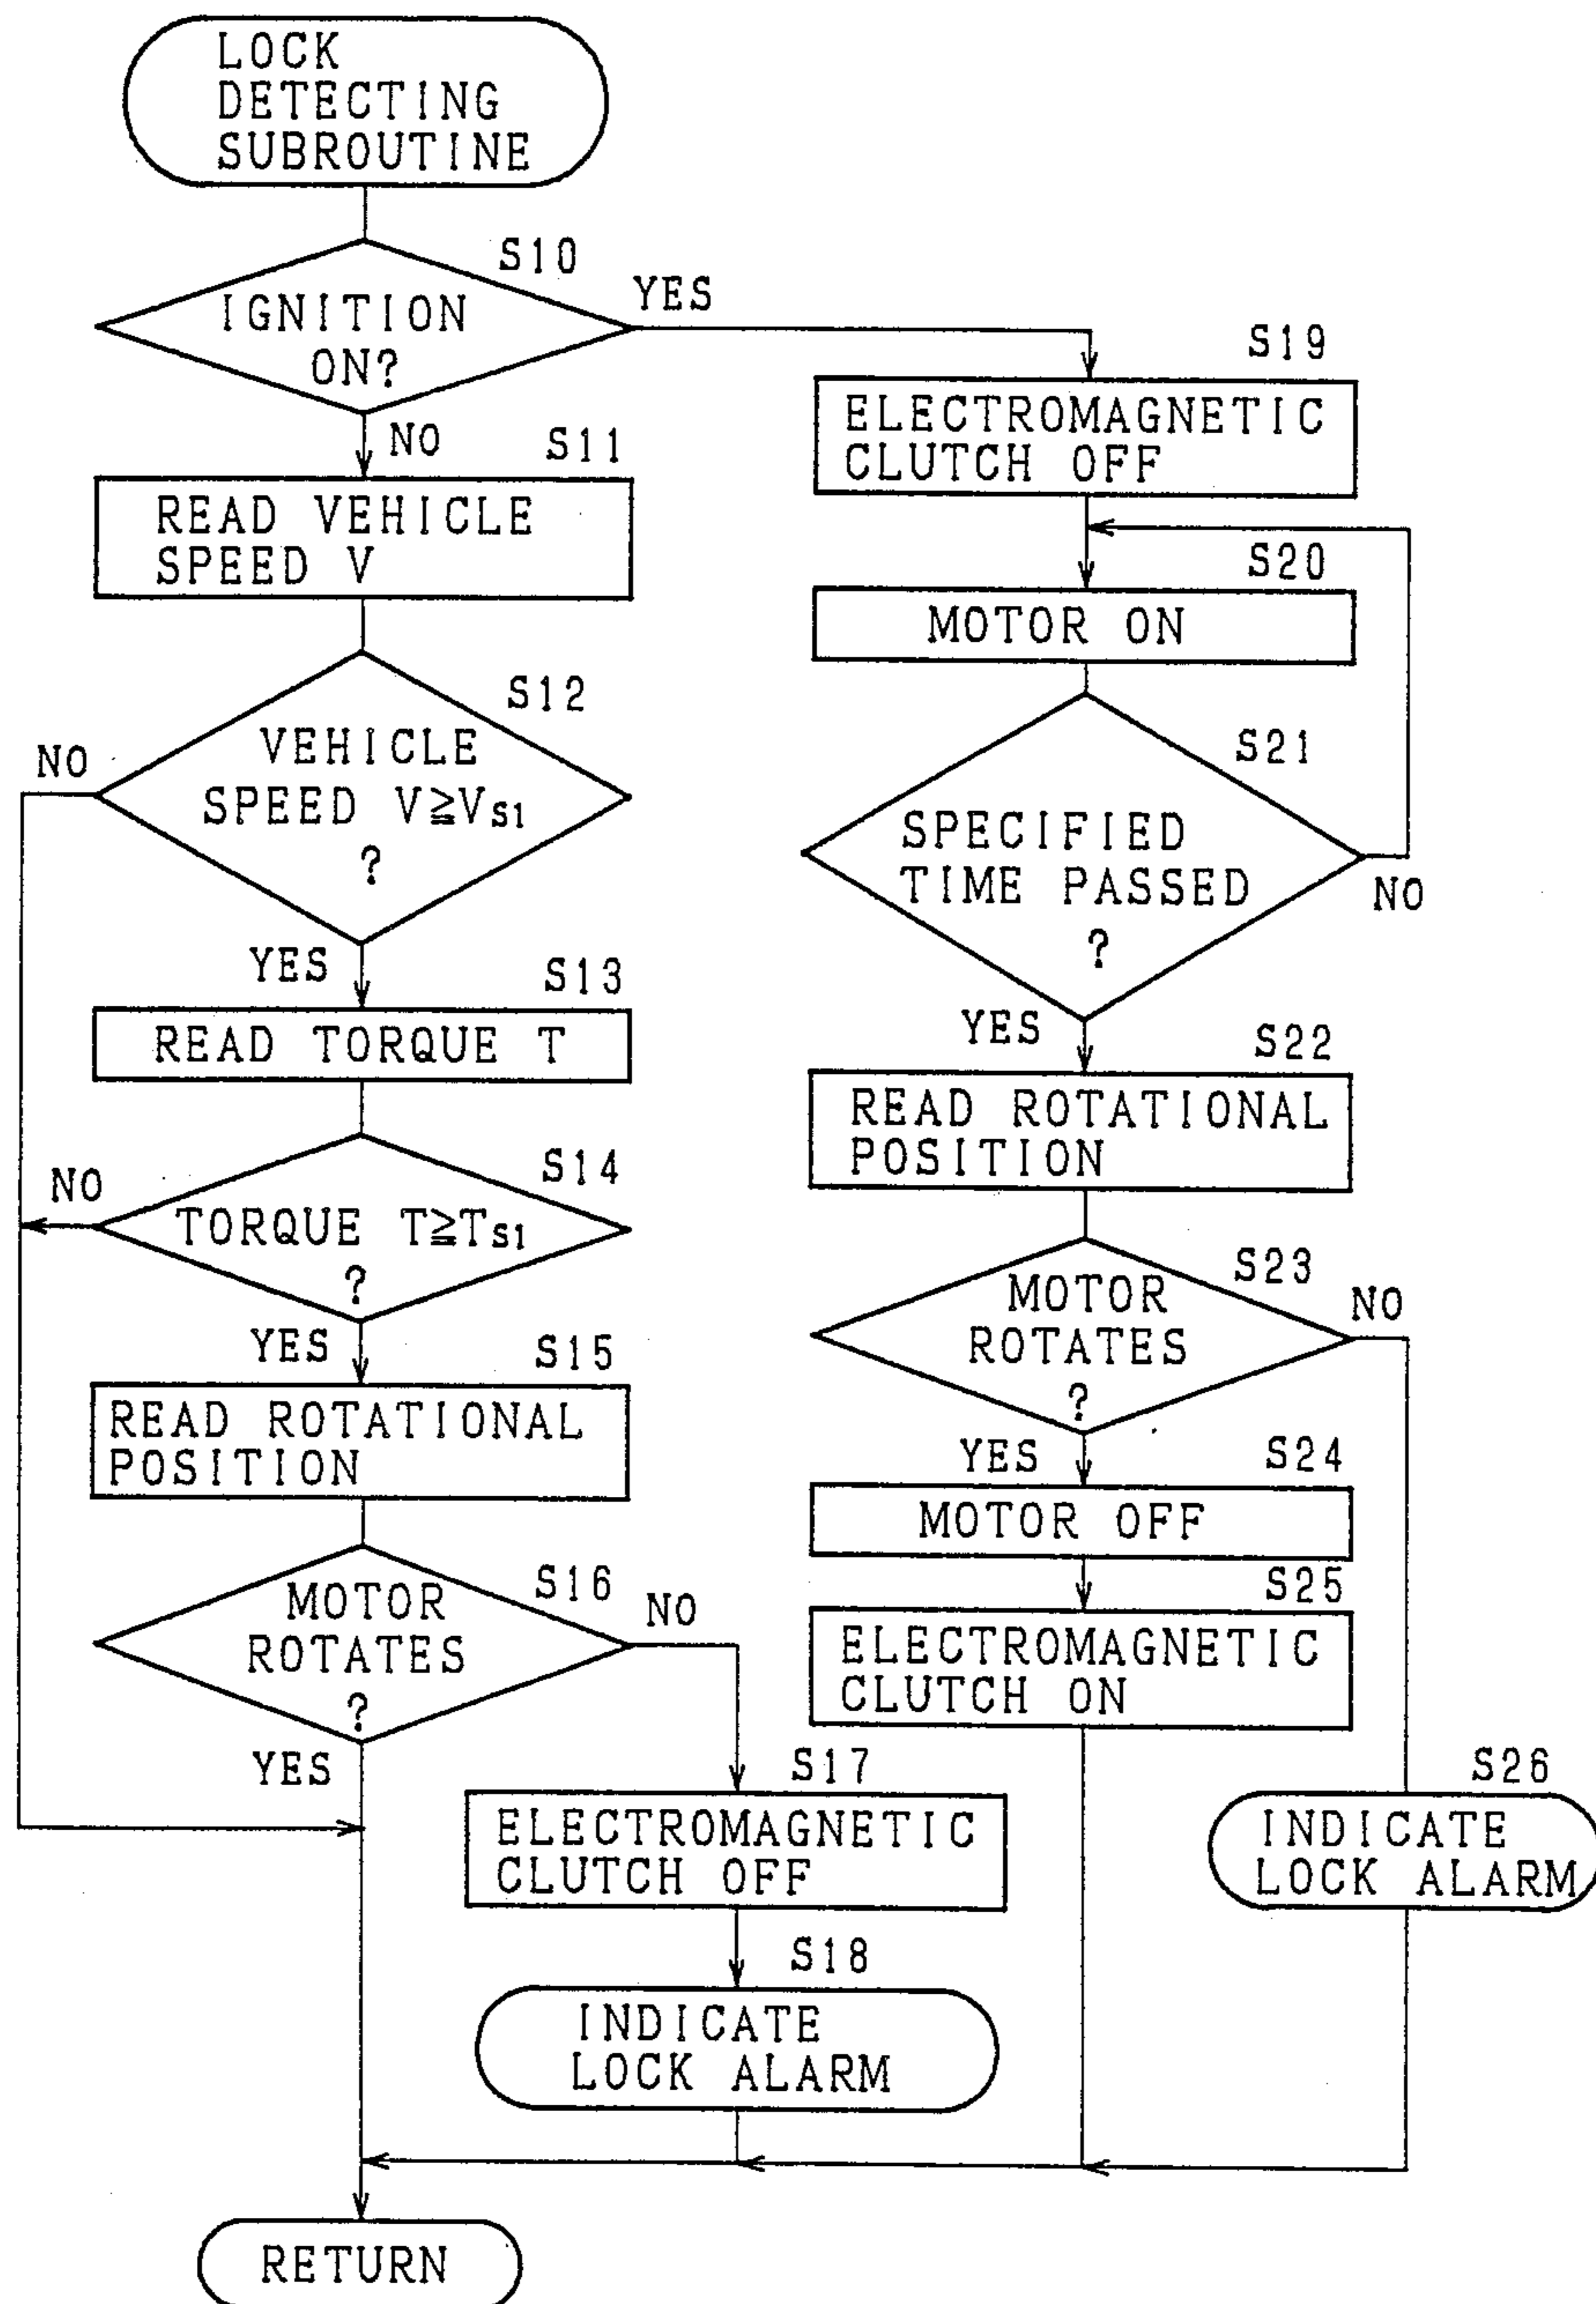 LOCK
DETECTING
SUBROUTINE
S10
IGNITION
ON?
YES
NO
S11
READ VEHICLE
SPEED V
S12
VEHICLE
SPEED V≧VS1
?
NO
YES
S13
READ TORQUE T
S14
TORQUE T≧TS1
?
NO
YES
S15
READ ROTATIONAL
POSITION
S16
MOTOR
ROTATES
?
NO
YES
S17
ELECTROMAGNETIC
CLUTCH OFF
S18
INDICATE
LOCK ALARM
S19
ELECTROMAGNETIC
CLUTCH OFF
S20
MOTOR ON
S21
SPECIFIED
TIME PASSED
?
NO
YES
S22
READ ROTATIONAL
POSITION
S23
MOTOR
ROTATES
?
NO
YES
S24
MOTOR OFF
S25
ELECTROMAGNETIC
CLUTCH ON
S26
INDICATE
LOCK ALARM
RETURN